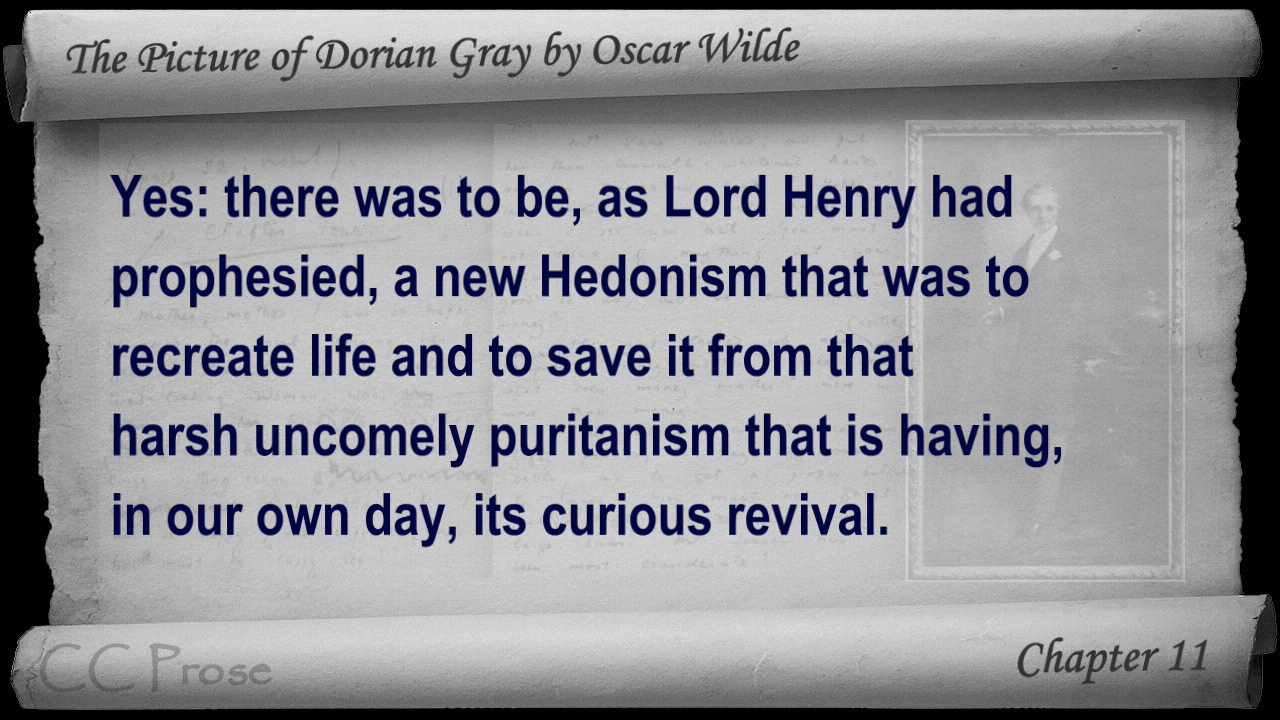 The Picture of Dorian Gray by Oscar Wilde
Yes: there was to be, as Lord Henry had
prophesied, a new Hedonism that was to
recreate life and to save it from that
harsh uncomely puritanism that is having,
in our own day, its curious revival.
CC Prose
Chapter 11